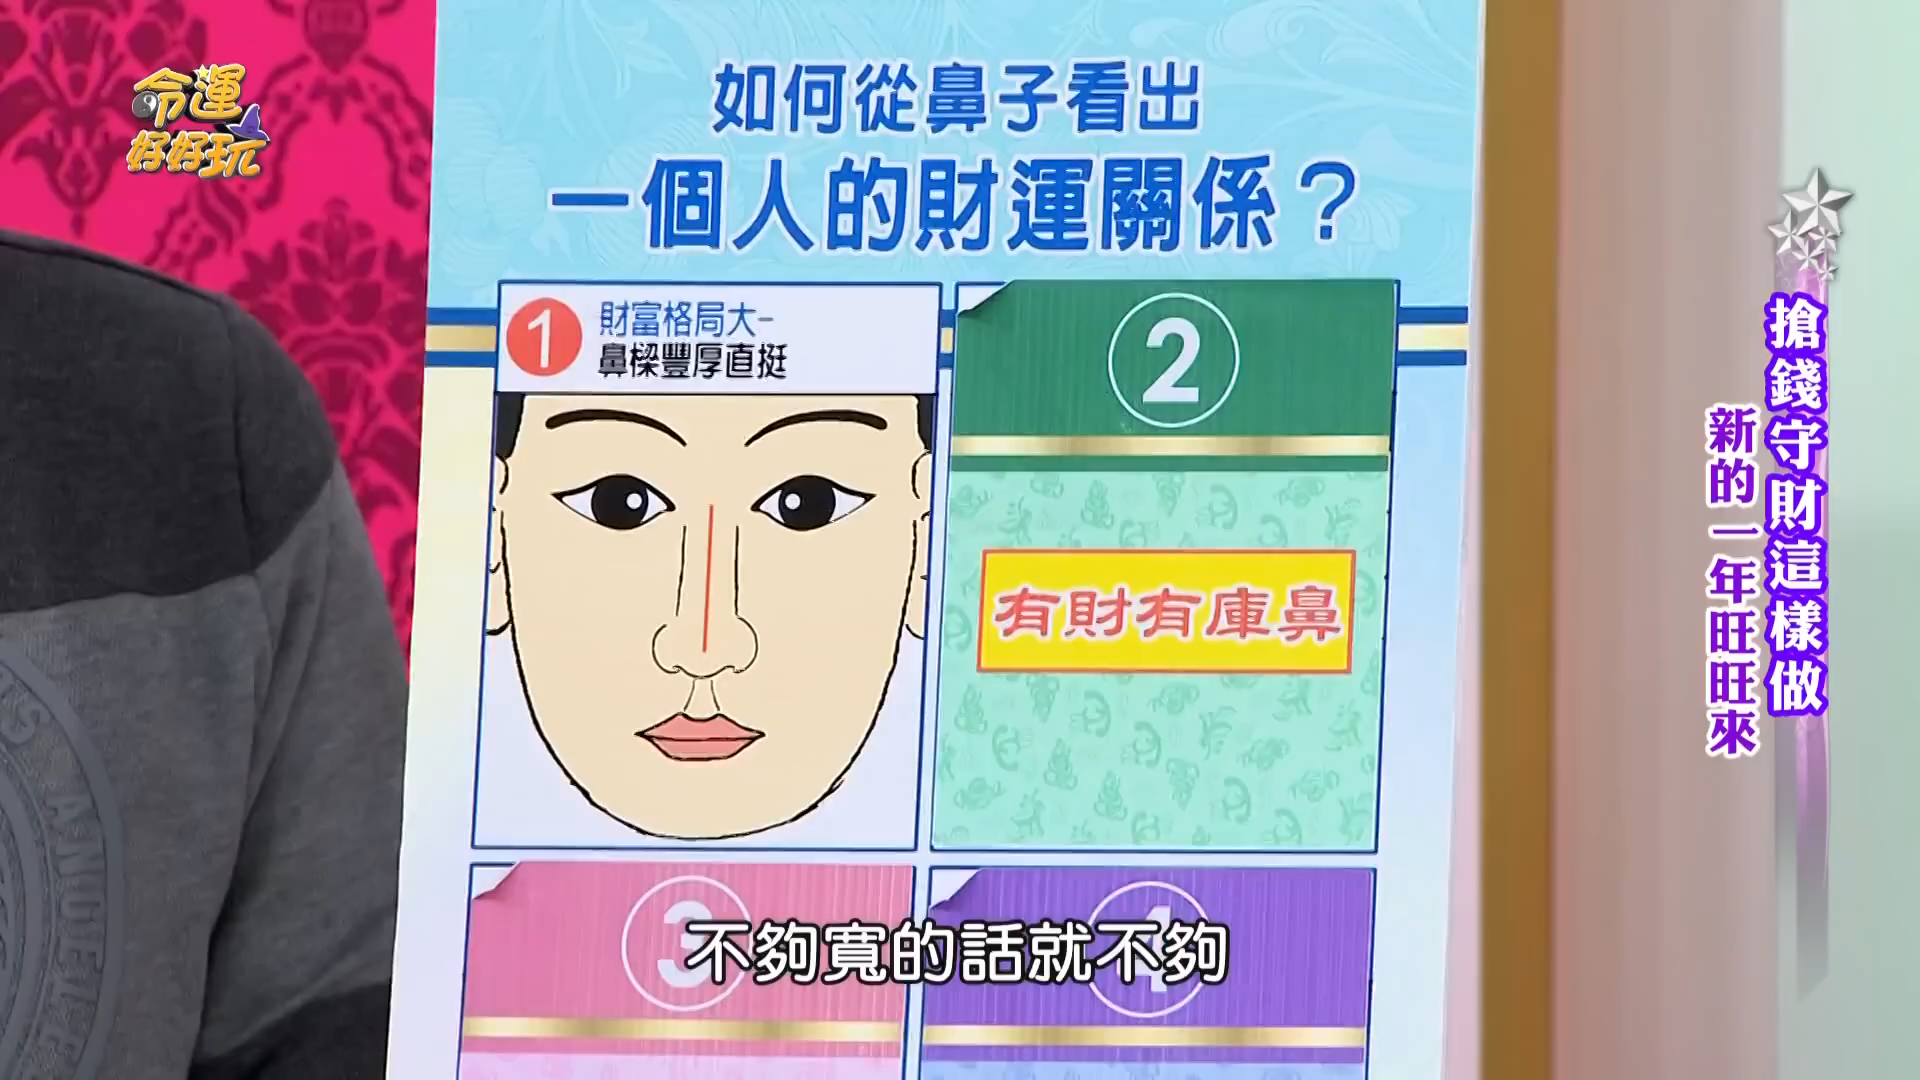 命運
好好玩
如何從鼻子看出
一個人的財運關係？
1
財富格局大-
鼻樑豐厚直挺
2
有財有庫鼻
3
4
不夠寬的話就不夠
搶錢守財這樣做
新的一年旺旺來